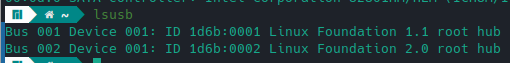 ~ lsusb
Bus 001 Device 001: ID 1d6b:0001 Linux Foundation 1.1 root hub
Bus 002 Device 001: ID 1d6b:0002 Linux Foundation 2.0 root hub